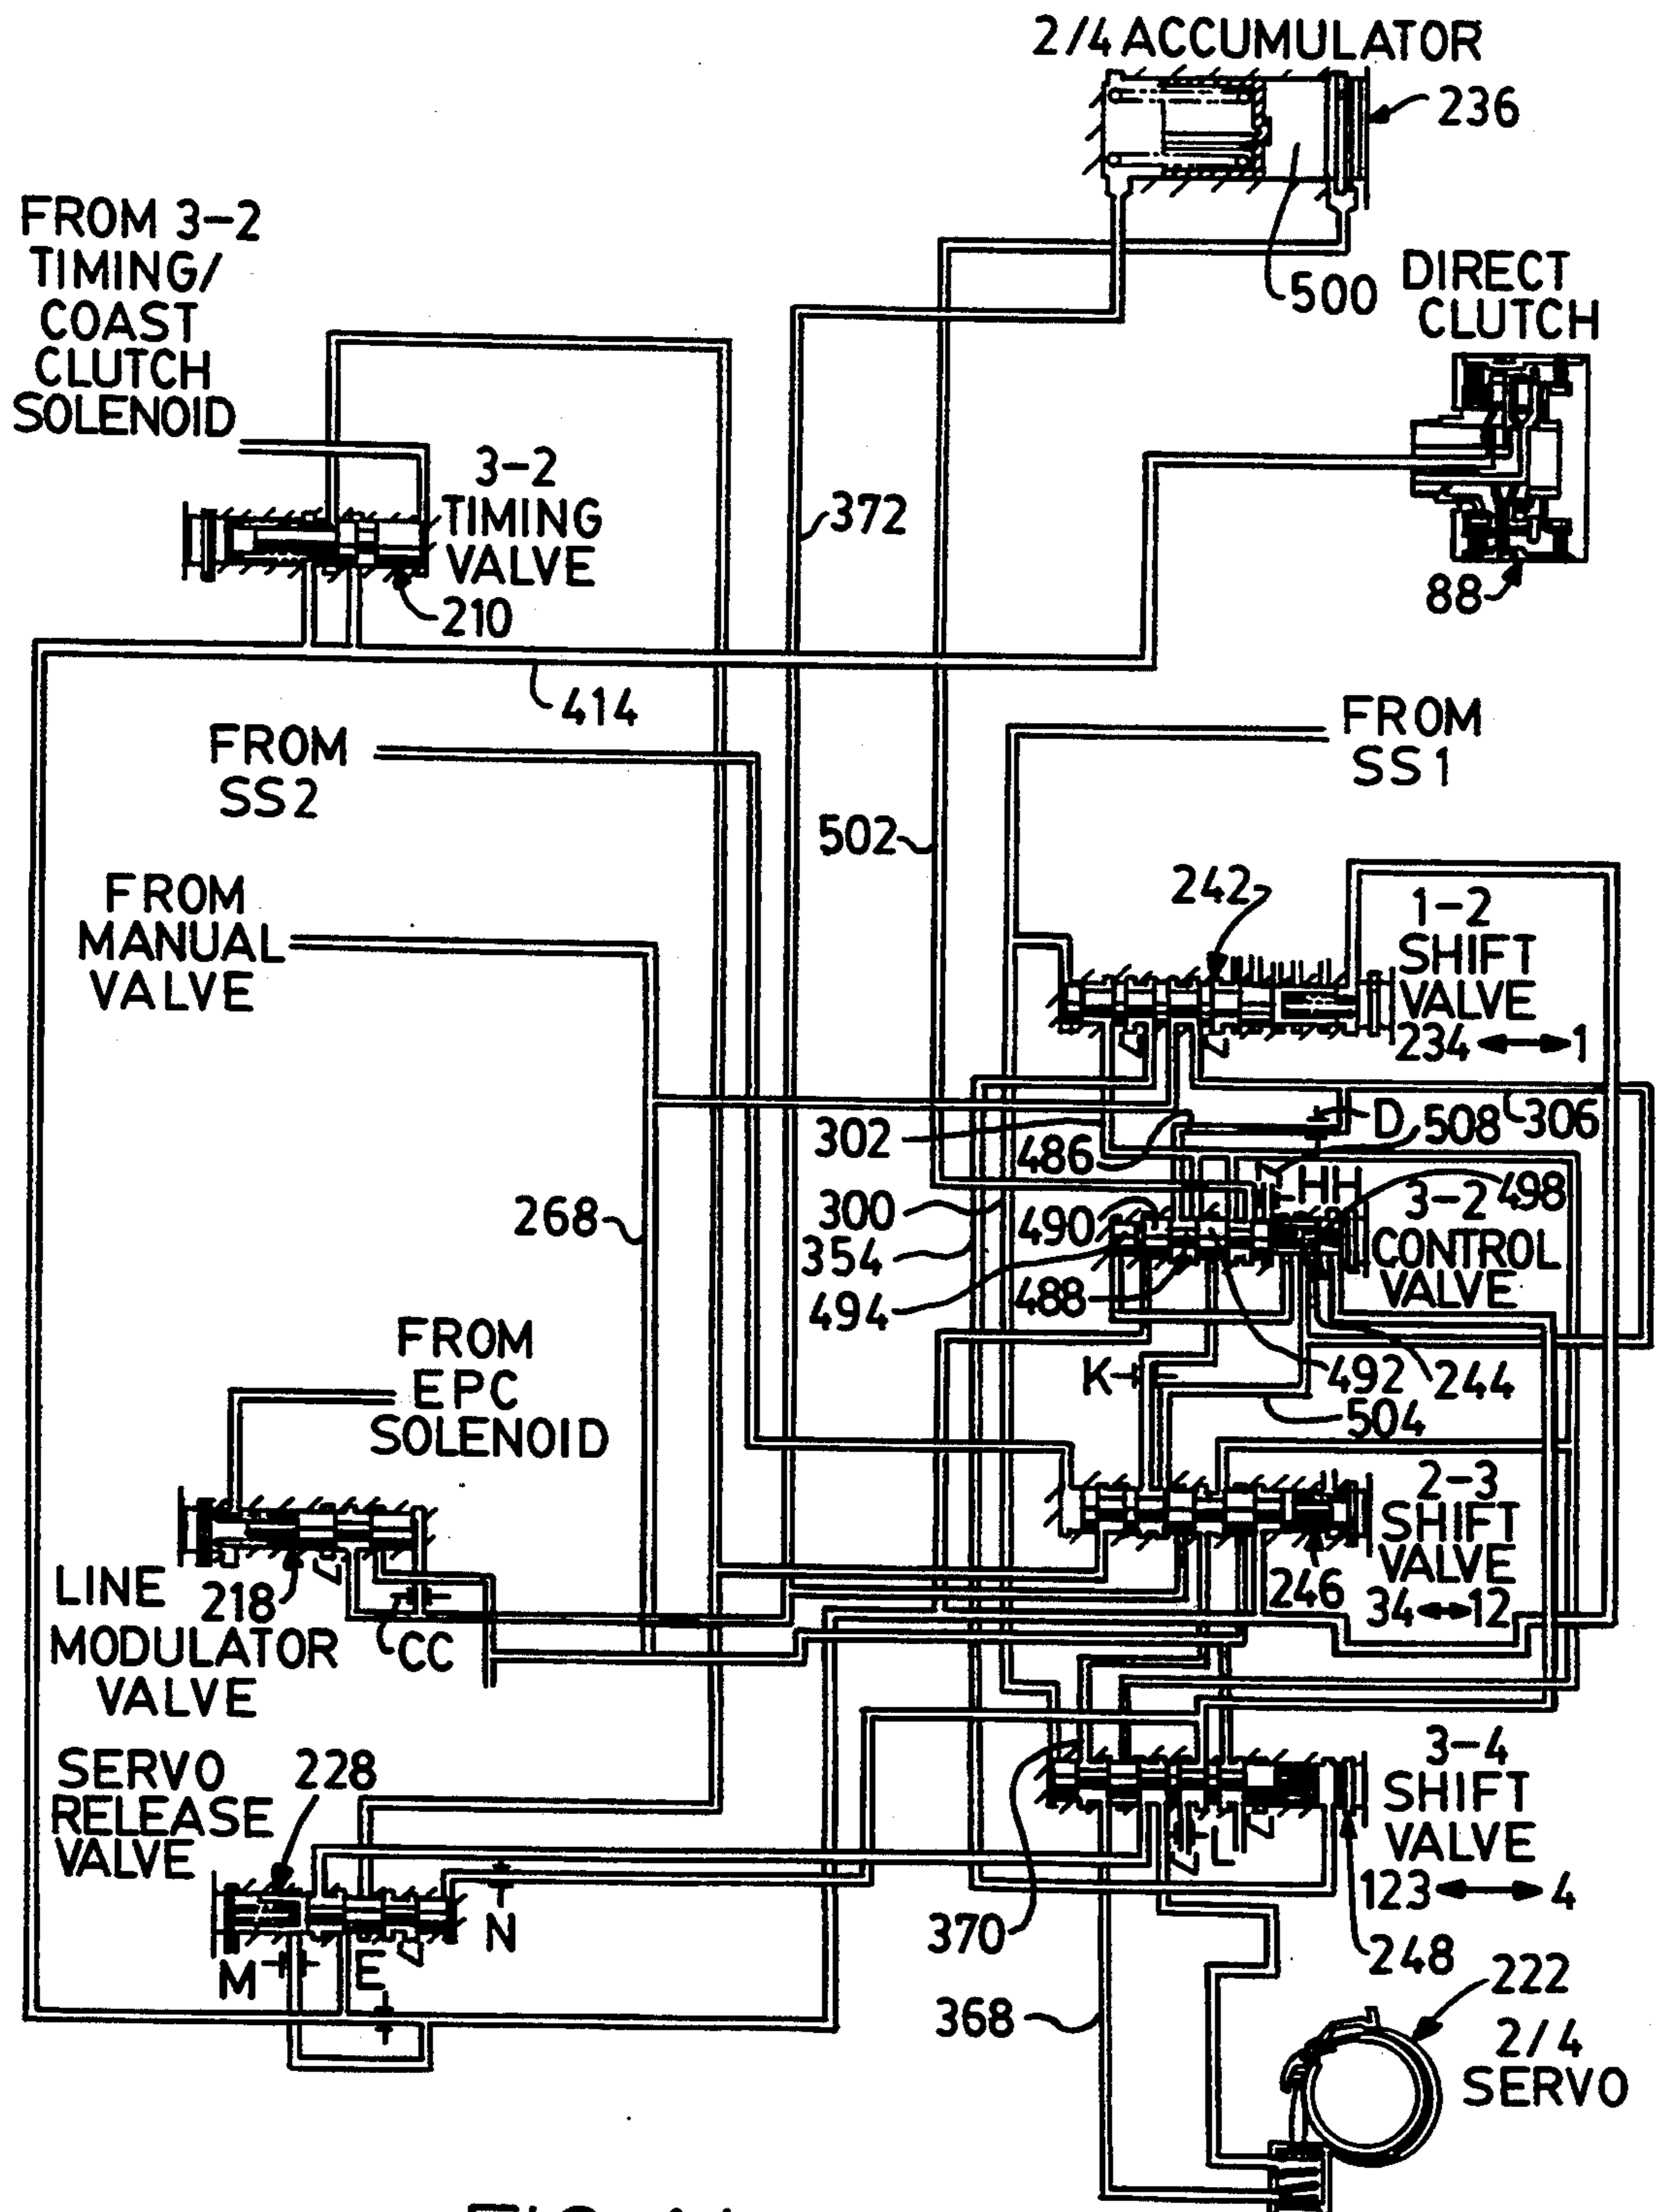 2/4 ACCUMULATOR
236
500
FROM 3-2
TIMING/
COAST
CLUTCH
SOLENOID
DIRECT
CLUTCH
88
3-2
TIMING
VALVE
210
372
414
FROM
SS2
FROM
SS1
502
FROM
MANUAL
VALVE
242
1-2
SHIFT
VALVE
234 1
302
486
D
508
306
HH
498
268
300
490
3-2
CONTROL
VALVE
354
494
488
K
492
244
504
FROM
EPC
SOLENOID
2-3
SHIFT
VALVE
246
34 12
LINE
MODULATOR
VALVE
218
CC
SERVO
RELEASE
VALVE
228
3-4
SHIFT
VALVE
123 4
L
370
248
N
M
E
368
222
2/4
SERVO